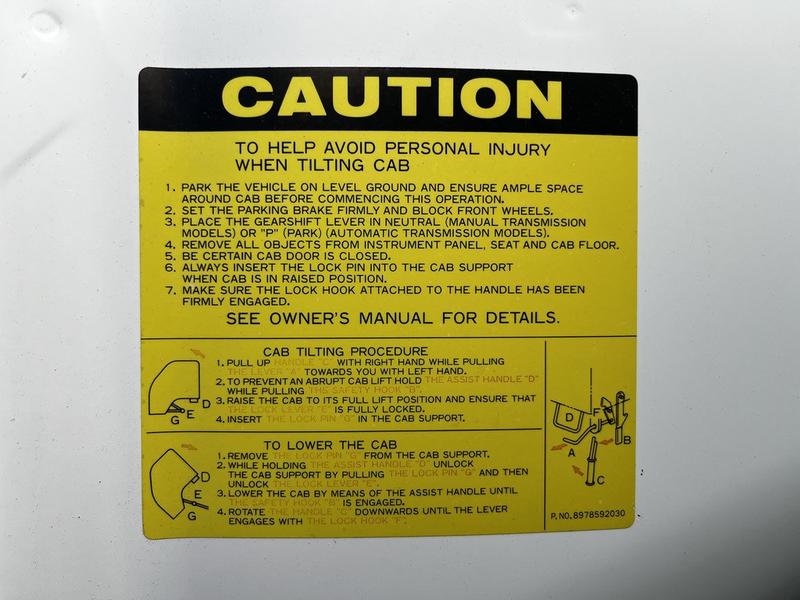 CAUTION
TO HELP AVOID PERSONAL INJURY
WHEN TILTING CAB
1. PARK THE VEHICLE ON LEVEL GROUND AND ENSURE AMPLE SPACE
AROUND CAB BEFORE COMMENCING THIS OPERATION.
2. SET THE PARKING BRAKE FIRMLY AND BLOCK FRONT WHEELS.
3. PLACE THE GEARSHIFT LEVER IN NEUTRAL (MANUAL TRANSMISSION
MODELS) OR "P" (PARK) (AUTOMATIC TRANSMISSION MODELS).
4. REMOVE ALL OBJECTS FROM INSTRUMENT PANEL, SEAT AND CAB FLOOR.
5. BE CERTAIN CAB DOOR IS CLOSED.
6. ALWAYS INSERT THE LOCK PIN INTO THE CAB SUPPORT
WHEN CAB IS IN RAISED POSITION.
7. MAKE SURE THE LOCK HOOK ATTACHED TO THE HANDLE HAS BEEN
FIRMLY ENGAGED.
SEE OWNER'S MANUAL FOR DETAILS.
CAB TILTING PROCEDURE
1. PULL UP HANDLE "C" WITH RIGHT HAND WHILE PULLING
THE LEVER "A" TOWARDS YOU WITH LEFT HAND.
2. TO PREVENT AN ABRUPT CAB LIFT HOLD THE ASSIST HANDLE "D"
WHILE PULLING THE SAFETY HOOK "B".
3. RAISE THE CAB TO ITS FULL LIFT POSITION AND ENSURE THAT
THE LOCK LEVER "E" IS FULLY LOCKED.
4. INSERT THE LOCK PIN "G" IN THE CAB SUPPORT.
D
E
G
TO LOWER THE CAB
1. REMOVE THE LOCK PIN "G" FROM THE CAB SUPPORT.
2. WHILE HOLDING THE ASSIST HANDLE "D" UNLOCK
THE CAB SUPPORT BY PULLING THE LOCK PIN "G" AND THEN
UNLOCK THE LOCK LEVER "E".
3. LOWER THE CAB BY MEANS OF THE ASSIST HANDLE UNTIL
THE SAFETY HOOK "B" IS ENGAGED.
4. ROTATE THE HANDLE "C" DOWNWARDS UNTIL THE LEVER
ENGAGES WITH THE LOCK HOOK "F".
D
E
G
D
F
A
B
C
P. NO. 8978592030